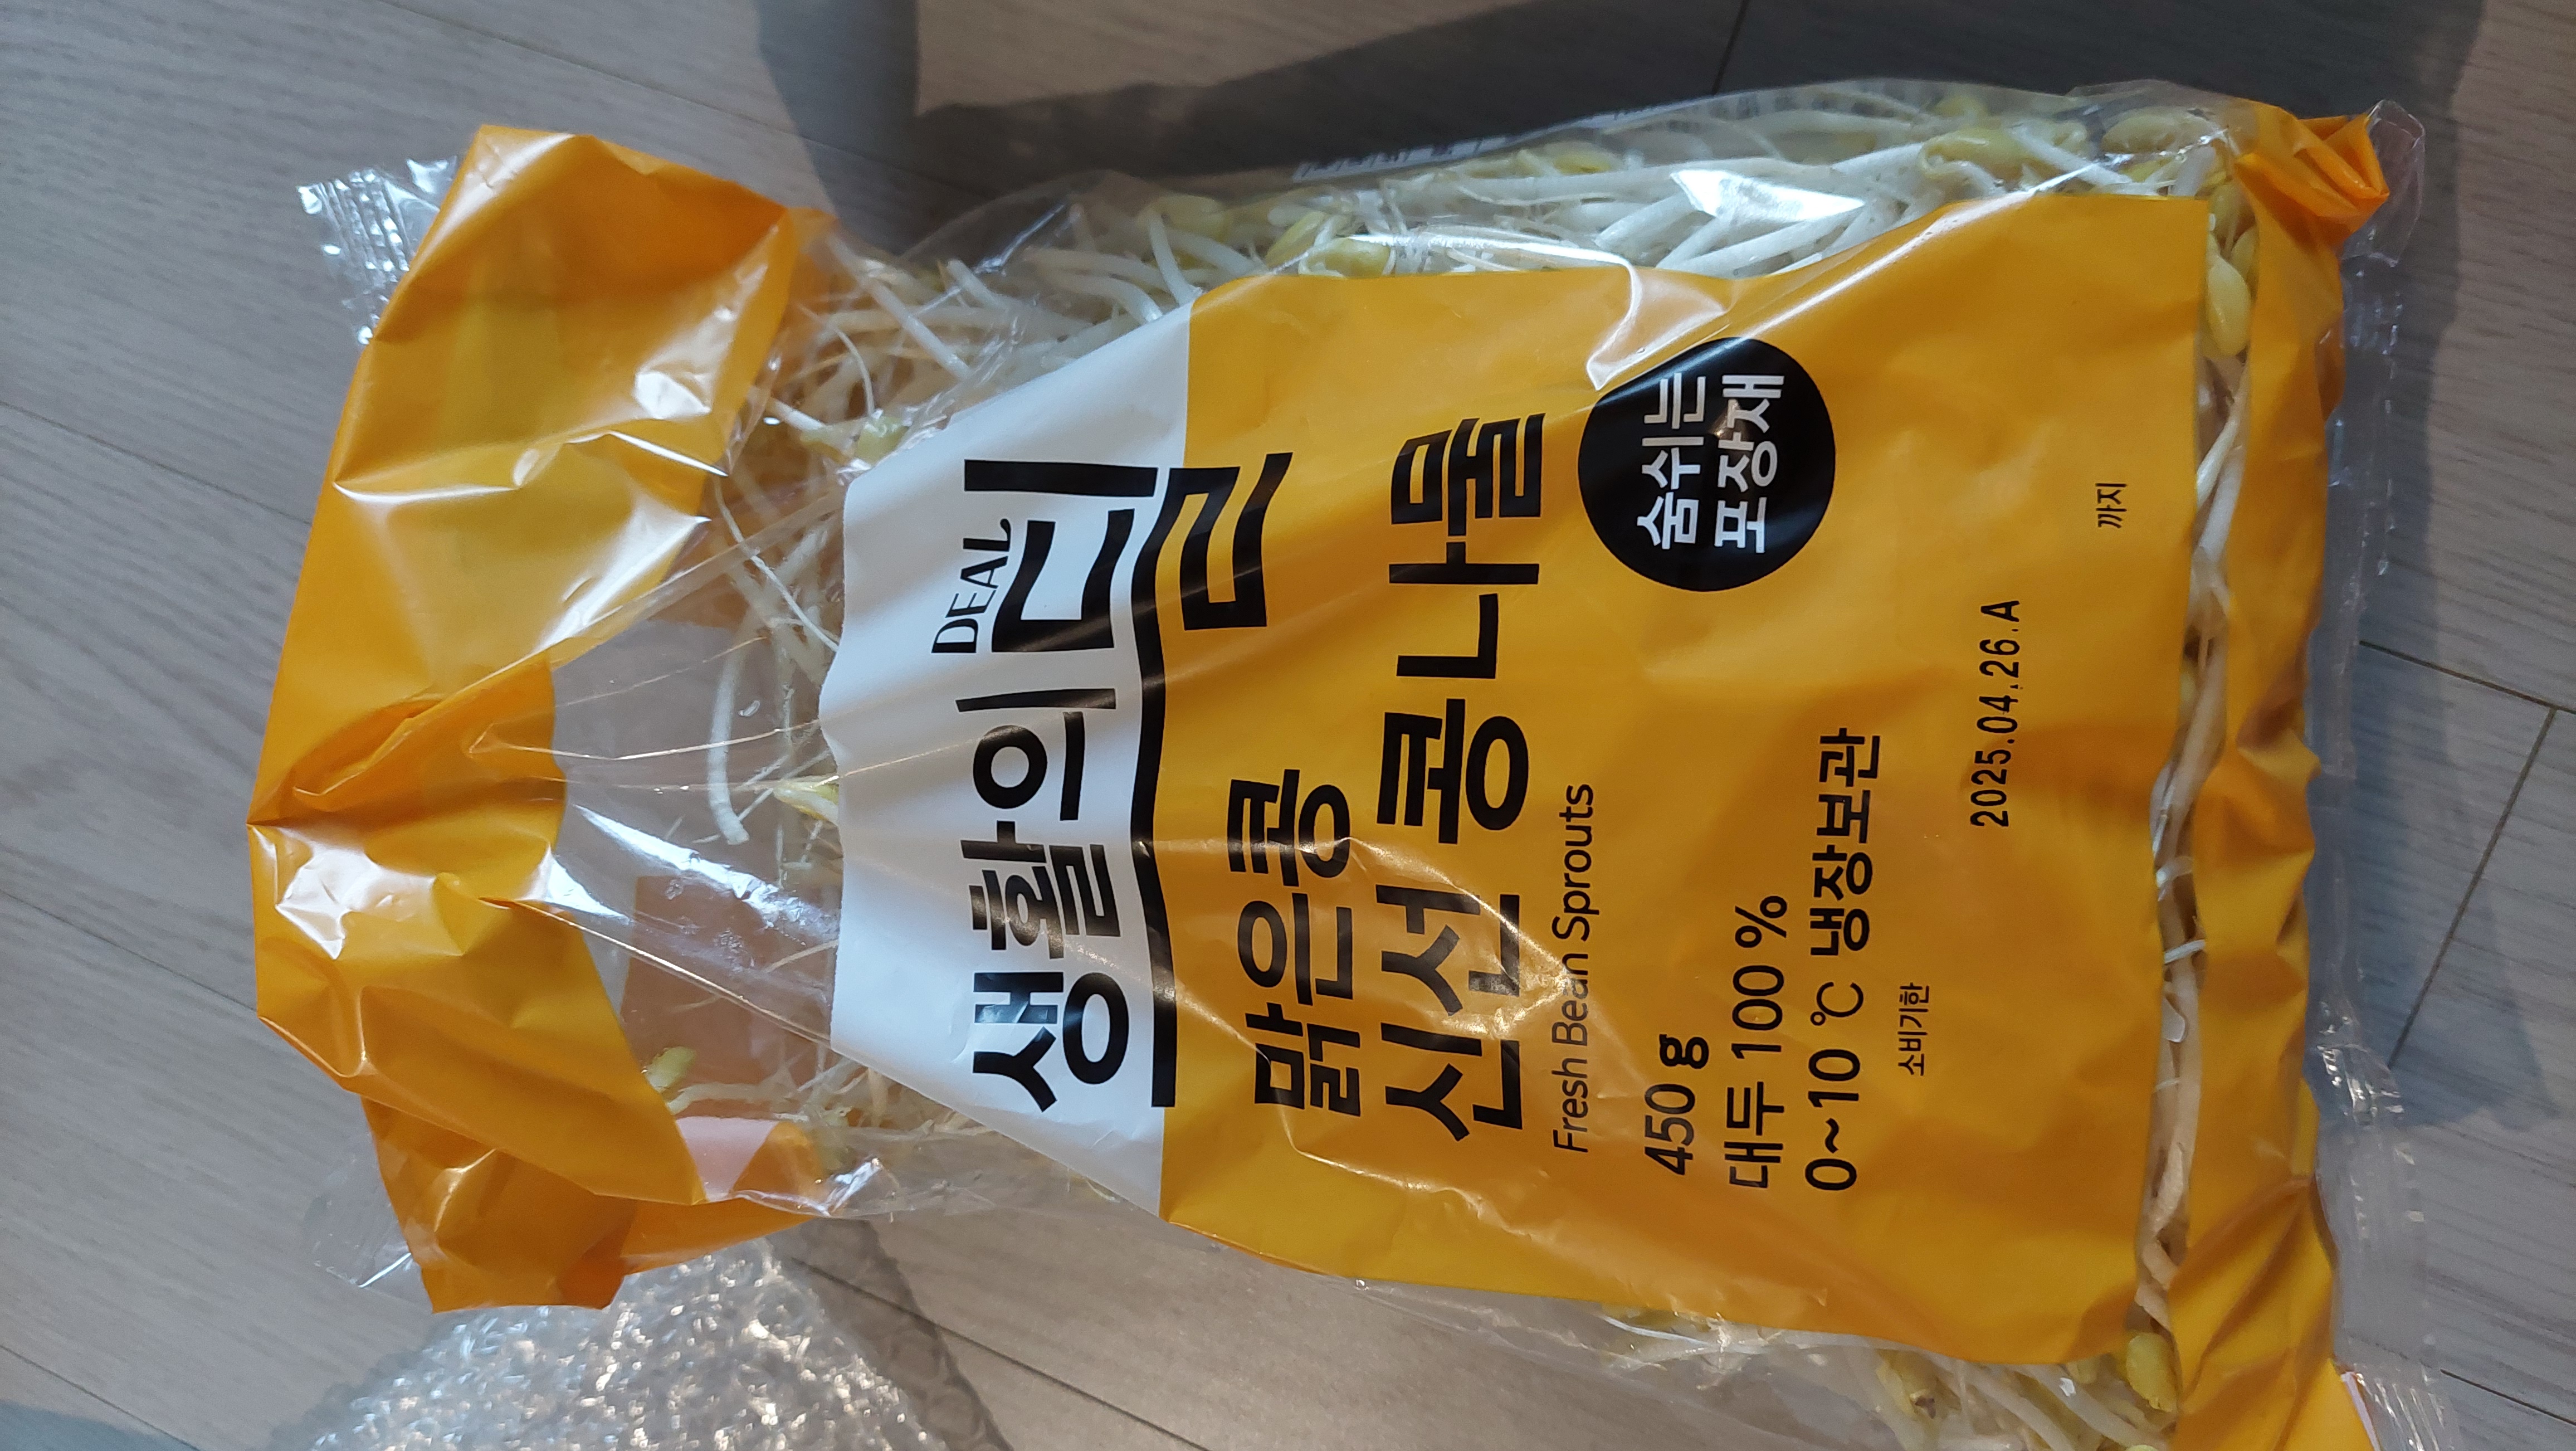 DEAL
생활의 딜
맑은콩
신선 콩나물
Fresh Bean Sprouts
숨쉬는
포장재
450 g
대두 100 %
0~10 ℃ 냉장보관
소비기한
2025.04.26.A
까지